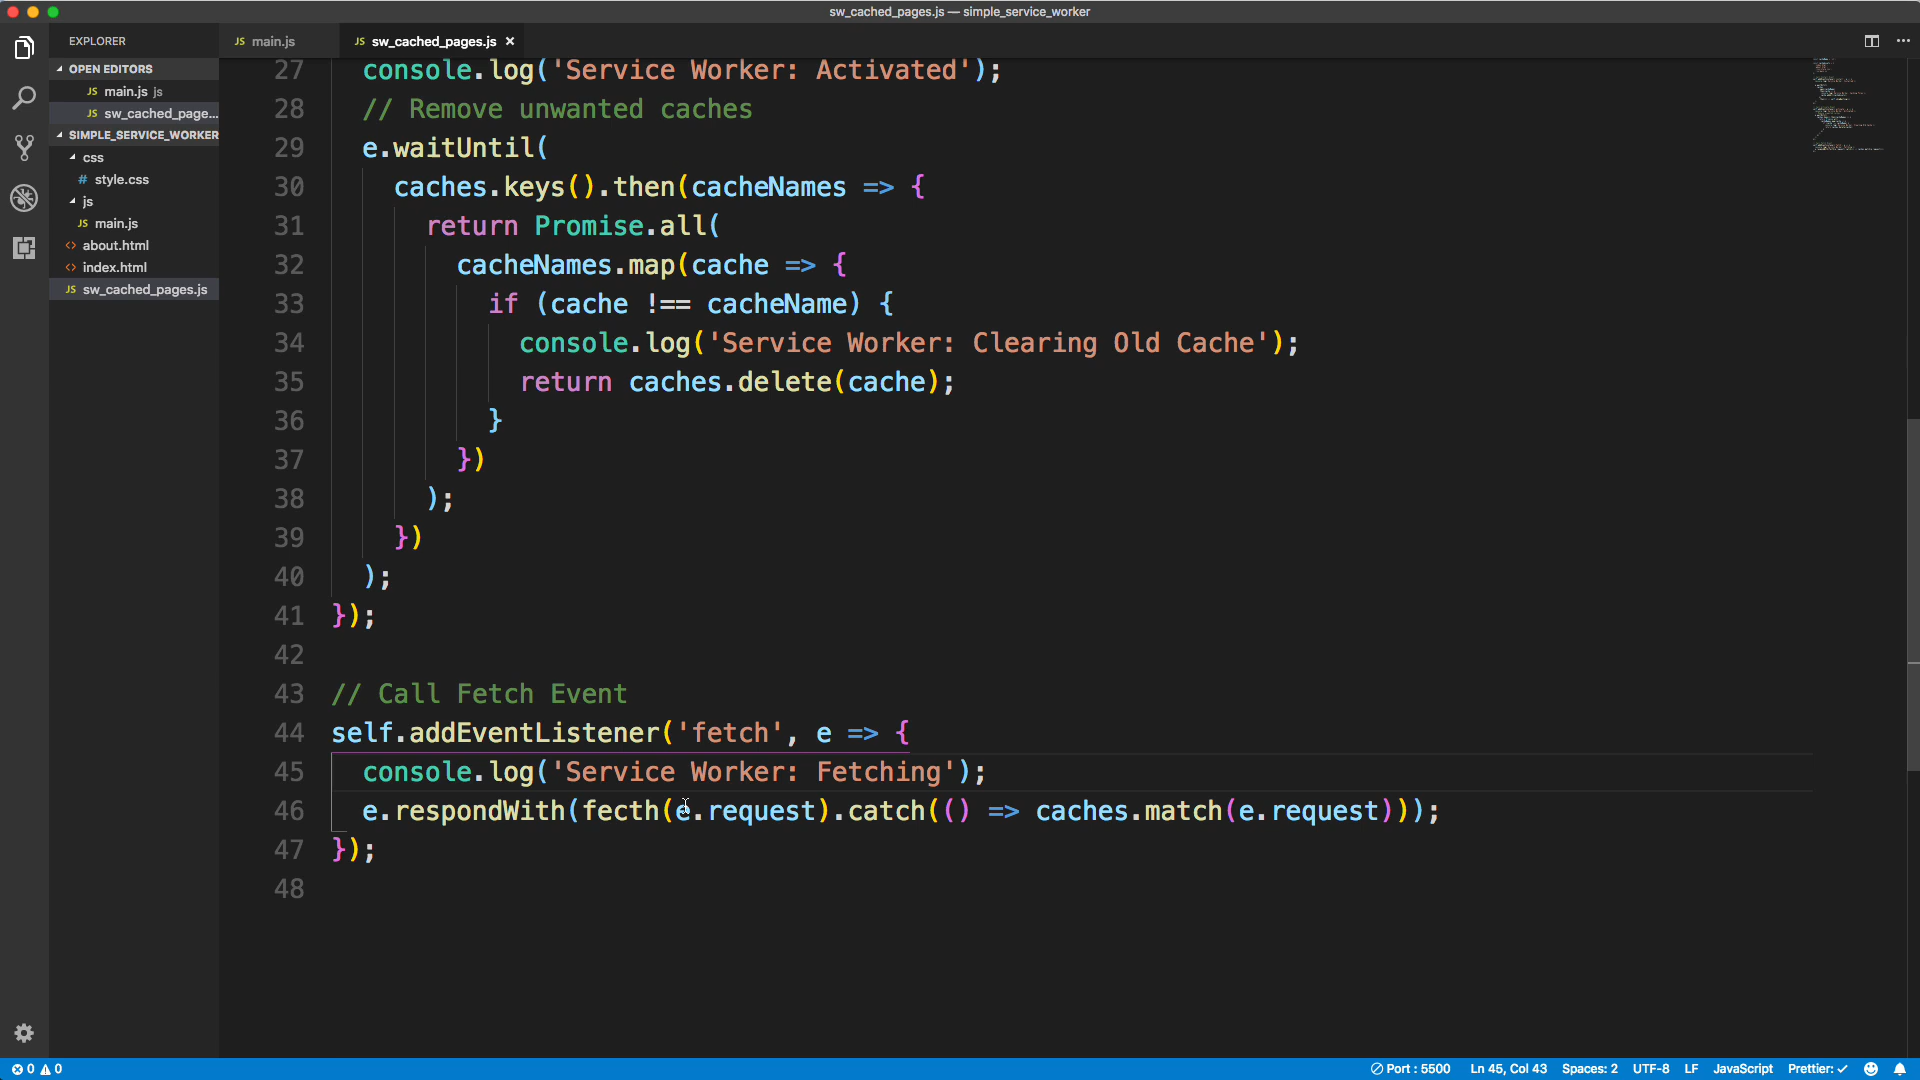 sw_cached_pages.js — simple_service_worker
EXPLORER
OPEN EDITORS
JS main.js js
JS sw_cached_page...
SIMPLE_SERVICE_WORKER
css
# style.css
js
JS main.js
<> about.html
<> index.html
JS sw_cached_pages.js
JS main.js
JS sw_cached_pages.js ×
27 console.log('Service Worker: Activated');
28 // Remove unwanted caches
29 e.waitUntil(
30 caches.keys().then(cacheNames => {
31 return Promise.all(
32 cacheNames.map(cache => {
33 if (cache !== cacheName) {
34 console.log('Service Worker: Clearing Old Cache');
35 return caches.delete(cache);
36 }
37 })
38 );
39 })
40 );
41 });
42
43 // Call Fetch Event
44 self.addEventListener('fetch', e => {
45 console.log('Service Worker: Fetching');
46 e.respondWith(fecth(e.request).catch(() => caches.match(e.request)));
47 });
48
0 0
Port : 5500 Ln 45, Col 43 Spaces: 2 UTF-8 LF JavaScript Prettier: ✓